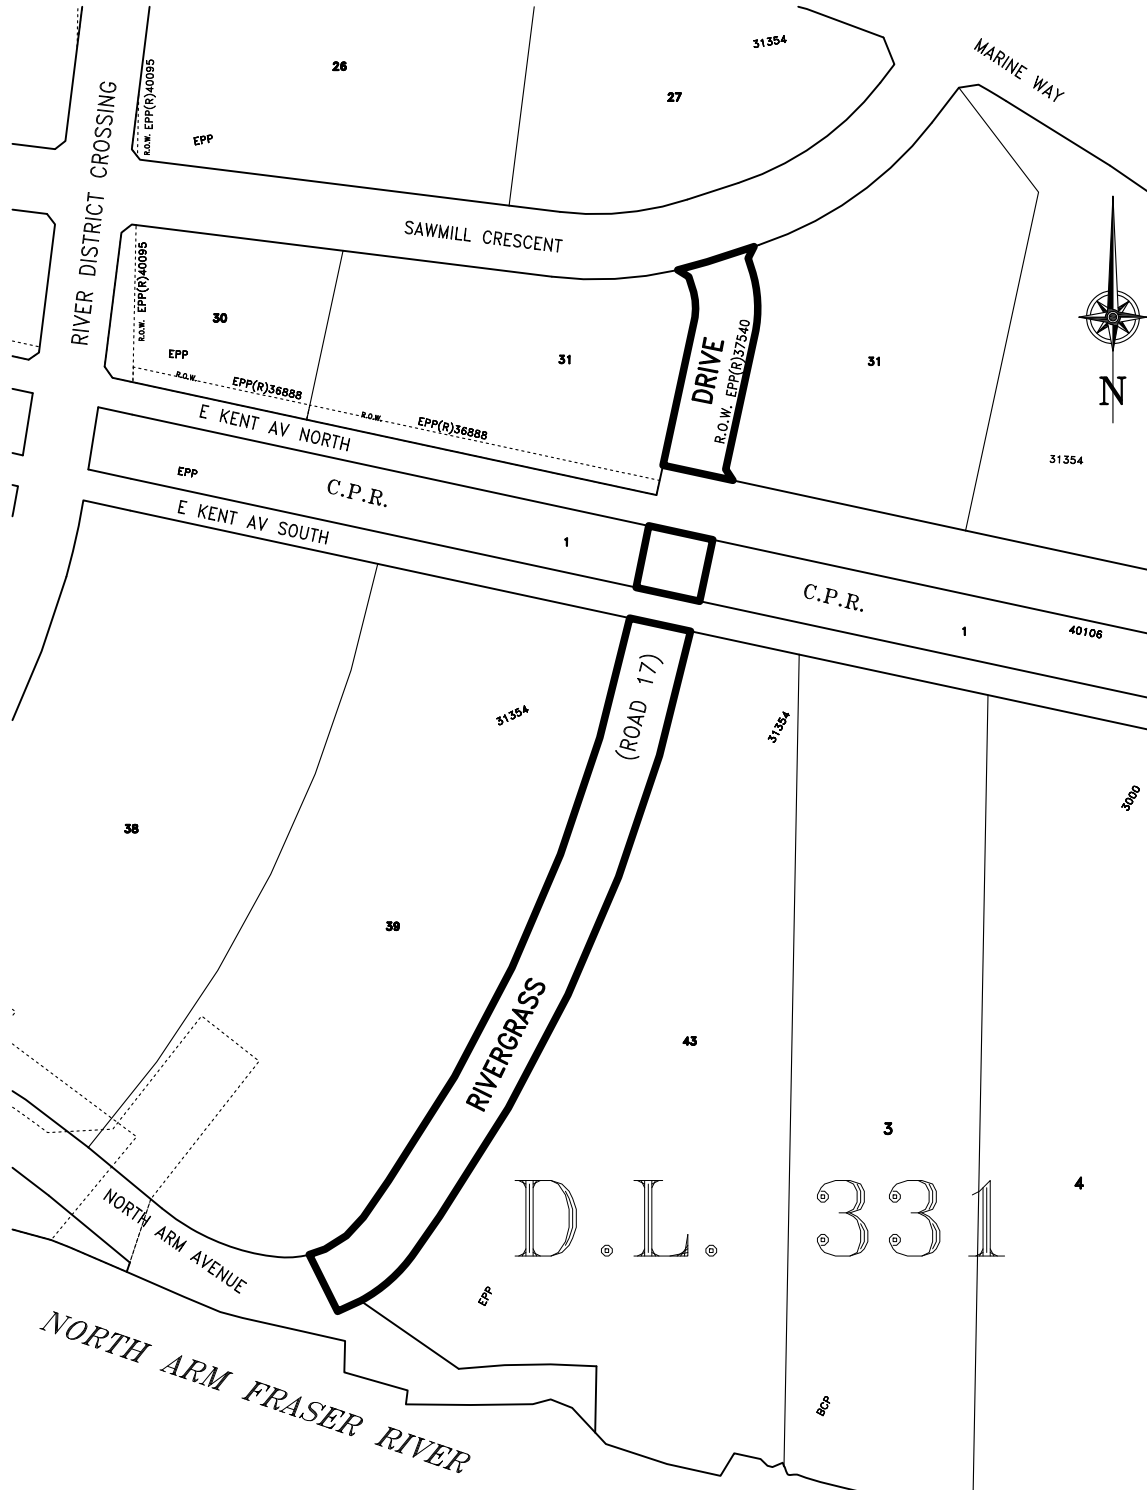 31354
MARINE WAY
26
27
R.O.W. EPP(R)40095
EPP
RIVER DISTRICT CROSSING
SAWMILL CRESCENT
R.O.W. EPP(R)40095
30
EPP
31
31
DRIVE
R.O.W. EPP(R)37540
N
R.O.W.
EPP(R)36888
R.O.W.
EPP(R)36888
E KENT AV NORTH
31354
EPP
C.P.R.
E KENT AV SOUTH
1
C.P.R.
1
40106
(ROAD 17)
31354
31354
3000
38
39
RIVERGRASS
43
3
4
D.L. 331
NORTH ARM AVENUE
EPP
NORTH ARM FRASER RIVER
BCP